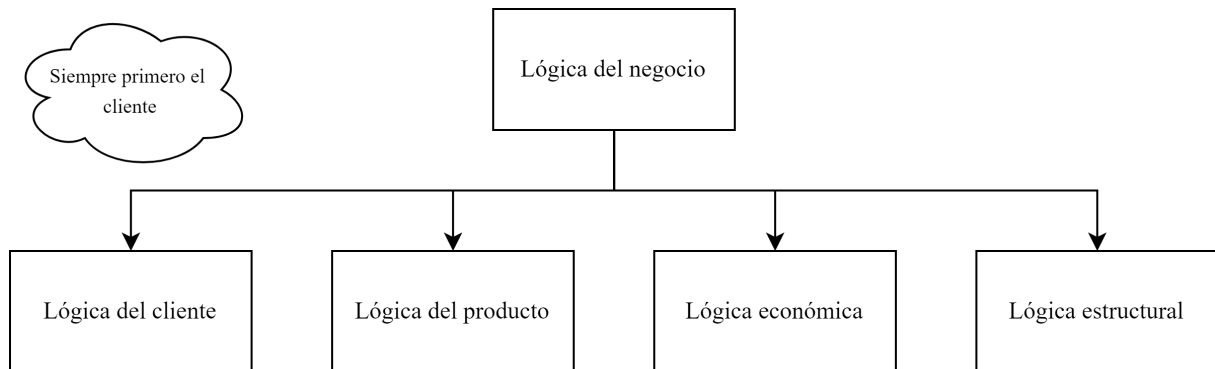 Siempre primero el
cliente
Lógica del negocio
Lógica del cliente
Lógica del producto
Lógica económica
Lógica estructural